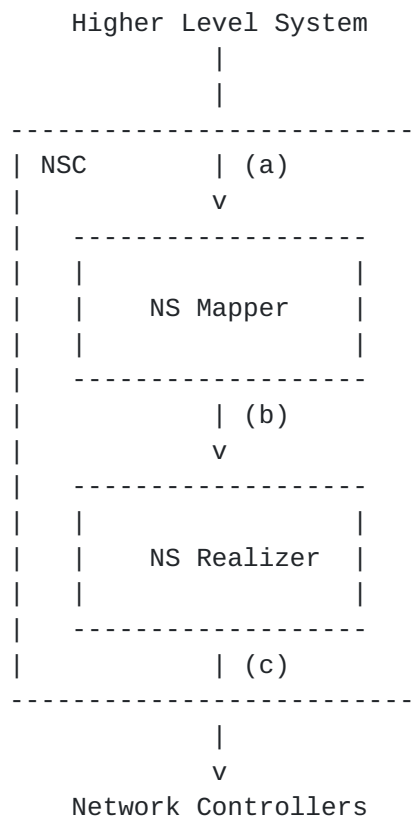 Higher Level System
NSC (a)
NS Mapper
(b)
NS Realizer
(c)
Network Controllers